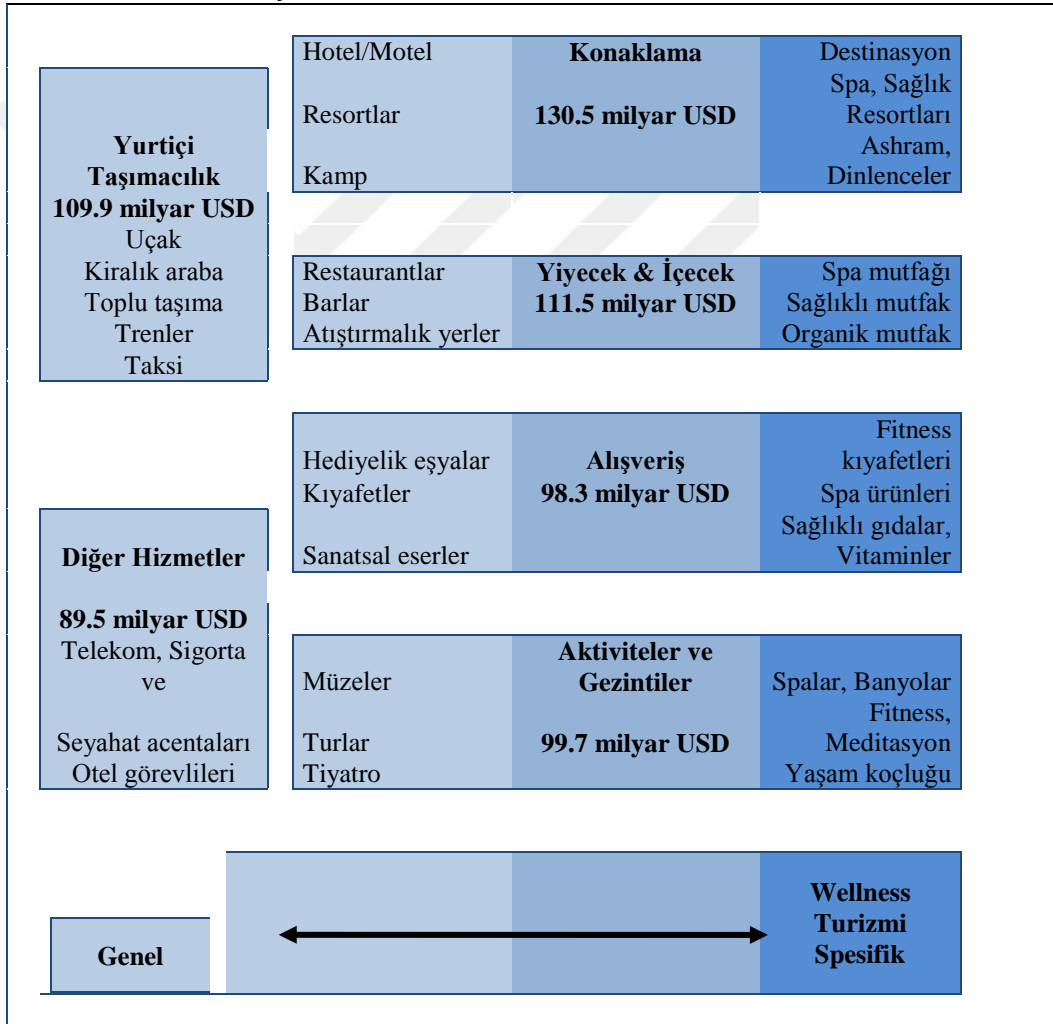 Yurtiçi
Taşımacılık
109.9 milyar USD
Uçak
Kiralık araba
Toplu taşıma
Trenler
Taksi
Hotel/Motel
Resortlar
Kamp
Konaklama
130.5 milyar USD
Destinasyon
Spa, Sağlık
Resortları
Ashram,
Dinlenceler
Restaurantlar
Barlar
Atıştırmalık yerler
Yiyecek & İçecek
111.5 milyar USD
Spa mutfağı
Sağlıklı mutfak
Organik mutfak
Diğer Hizmetler
89.5 milyar USD
Telekom, Sigorta
ve
Seyahat acentaları
Otel görevlileri
Hediyelik eşyalar
Kıyafetler
Sanatsal eserler
Alışveriş
98.3 milyar USD
Fitness
kıyafetleri
Spa ürünleri
Sağlıklı gıdalar,
Vitaminler
Müzeler
Turlar
Tiyatro
Aktiviteler ve
Gezintiler
99.7 milyar USD
Spalar, Banyolar
Fitness,
Meditasyon
Yaşam koçluğu
Genel
Wellness
Turizmi
Spesifik